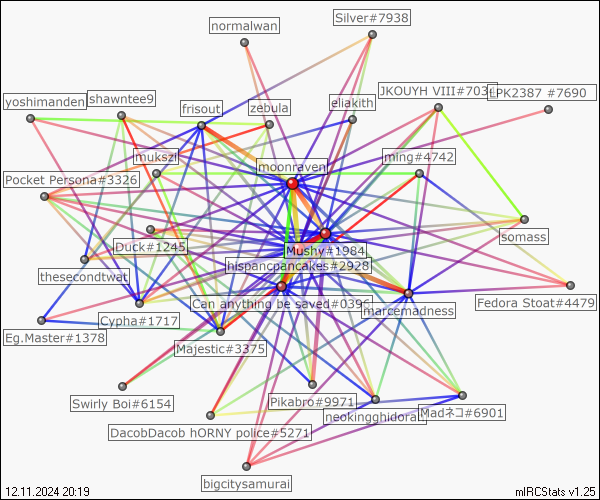 Silver#7938
normalwan
JKOUYH VIII#703
LPK2387 #7690
yoshimanden
shawntee9
frisout
zebula
eliakith
mukszil
moonraven
ming#4742
Pocket Persona#3326
somass
Duck#1245
Mushy#1984
hispancpancakes#2928
thesecondtwat
Can anything be saved#0396
marcemadness
Fedora Stoat#4479
Cypha#1717
Eg.Master#1378
Majestic#3375
Swirly Boi#6154
Pikabro#9971
neokingghidorah
Madネコ#6901
DacobDacob hORNY police#5271
bigcitysamurai
12.11.2024 20:19
mIRCStats v1.25